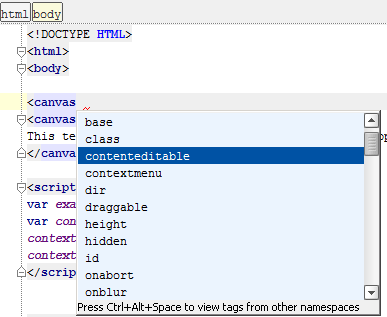 html body
<!DOCTYPE HTML>
<html>
<body>
<canvas
<canvas
This te
</canva
<script
var exa
var con
context
context
</scrip
base
class
contenteditable
contextmenu
dir
draggable
height
hidden
id
onabort
onblur
Press Ctrl+Alt+Space to view tags from other namespaces